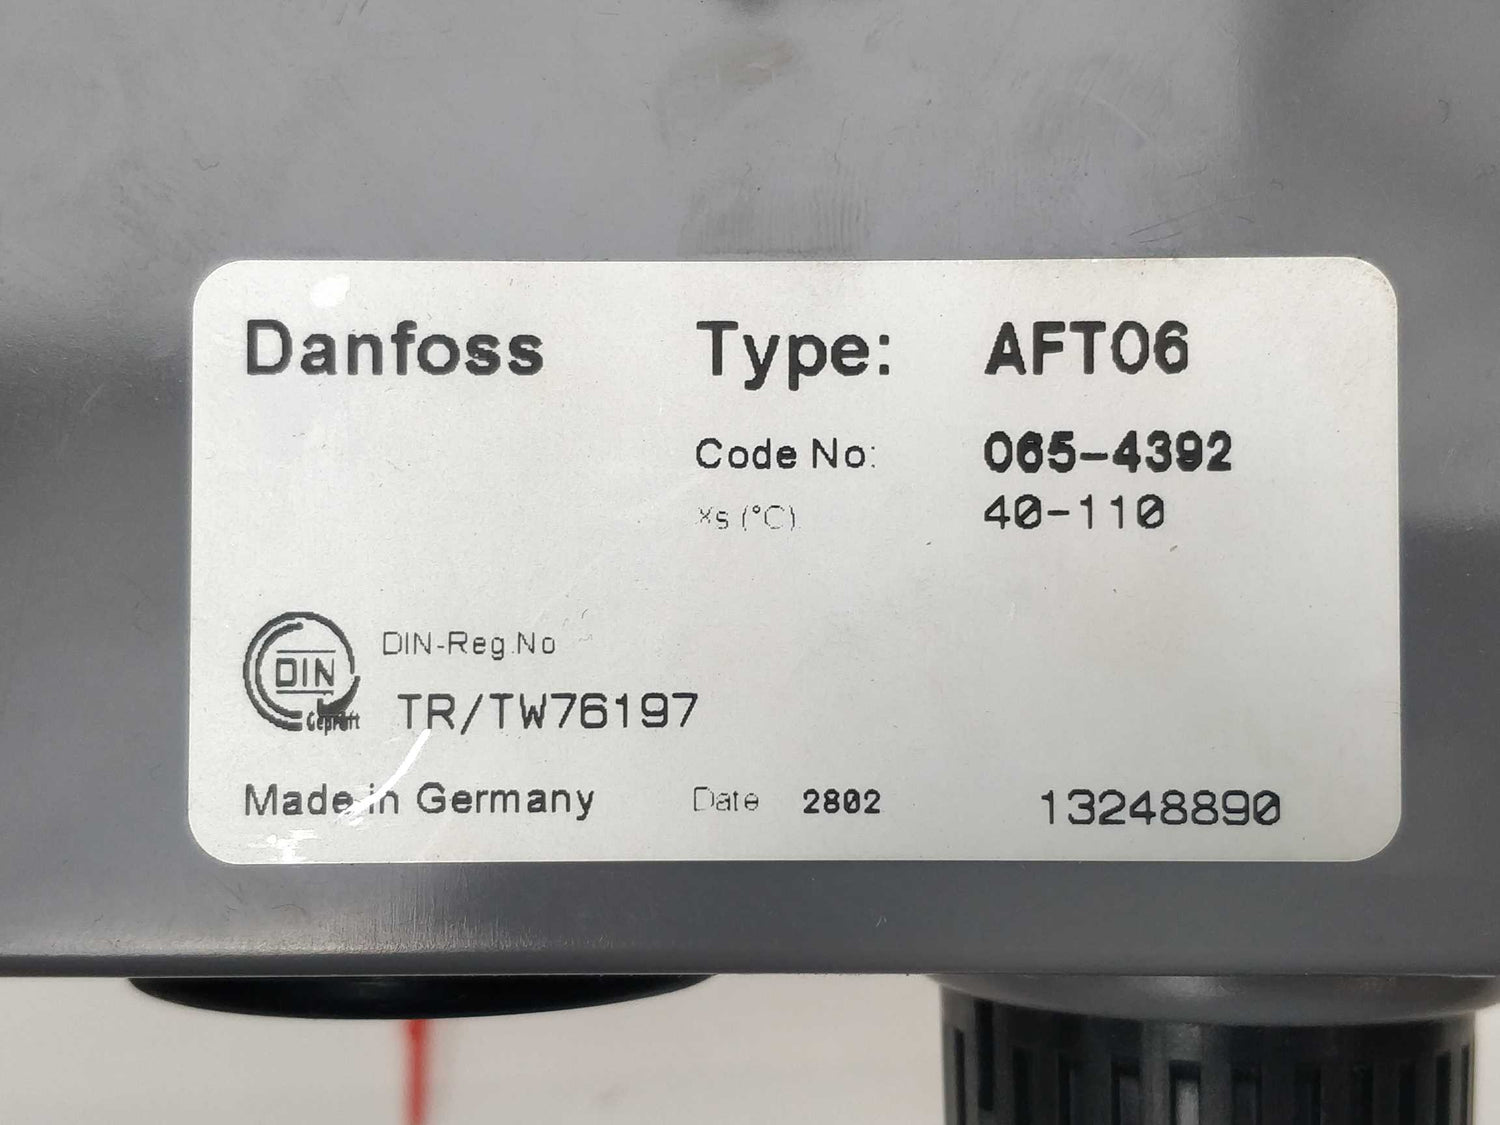 Danfoss Type: AFT06
Code No: 065-4392
Xs (°C) 40-110
DIN
Geprüft
DIN-Reg.No
TR/TW76197
Made in Germany Date 2802 13248890